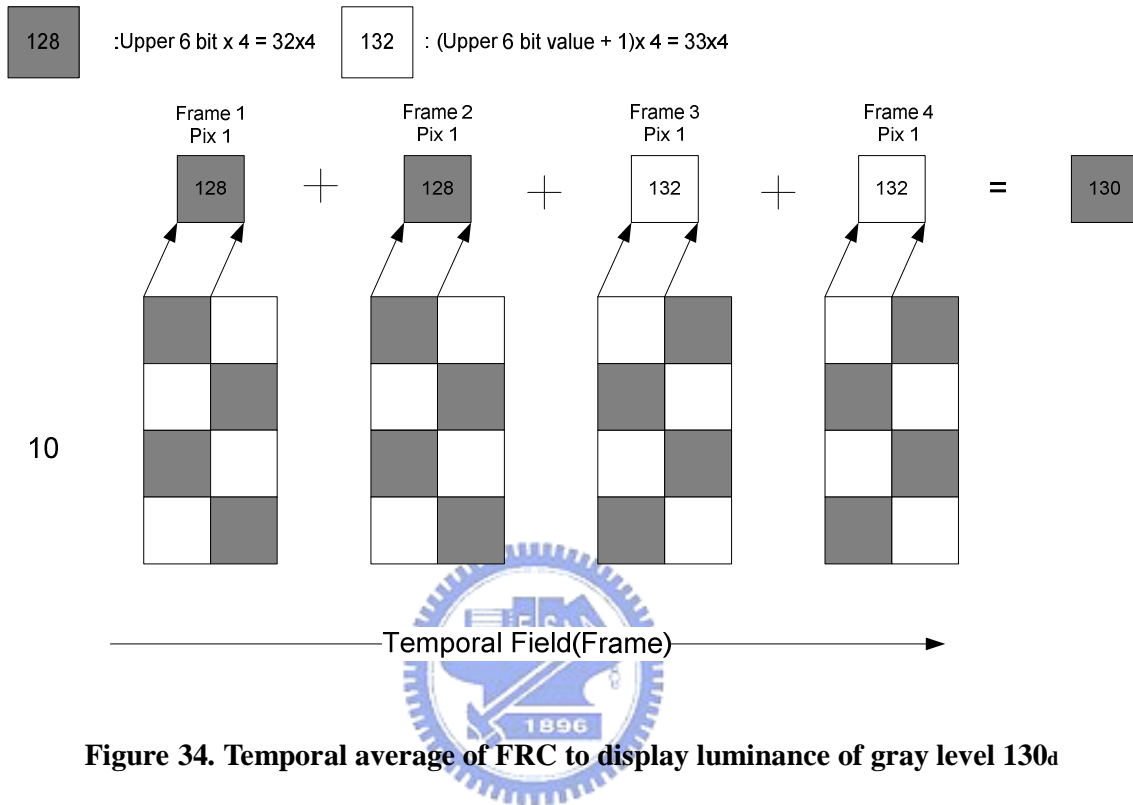 128 :Upper 6 bit x 4 = 32x4 132 : (Upper 6 bit value + 1)x 4 = 33x4
Frame 1 Frame 2 Frame 3 Frame 4
Pix 1 Pix 1 Pix 1 Pix 1
128 + 128 + 132 + 132 = 130
10
Temporal Field(Frame)
1896
Figure 34. Temporal average of FRC to display luminance of gray level 130d